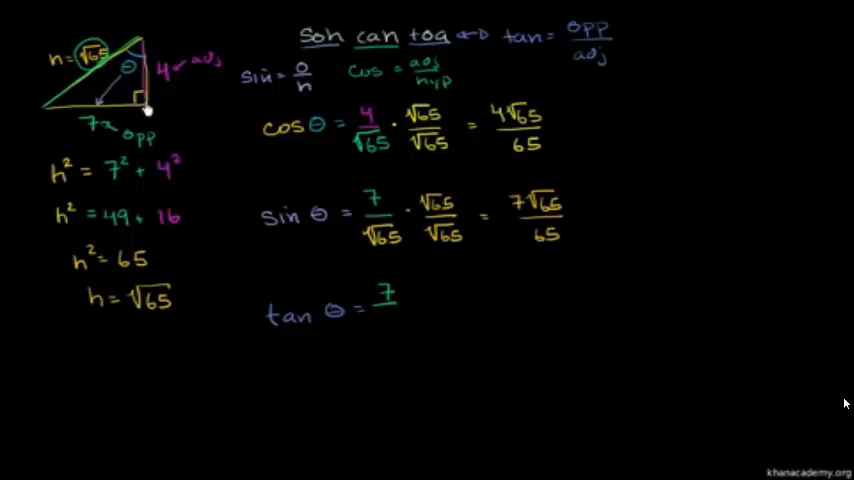 Soh cah toa ↔ tan = opp/adj
h = √65
θ
4 ← adj
sin = o/h
cos = adj/hyp
7 ← opp
cos θ = 4/√65 · √65/√65 = 4√65/65
h² = 7² + 4²
h² = 49 + 16
sin θ = 7/√65 · √65/√65 = 7√65/65
h² = 65
h = √65
tan θ = 7
khanacademy.org